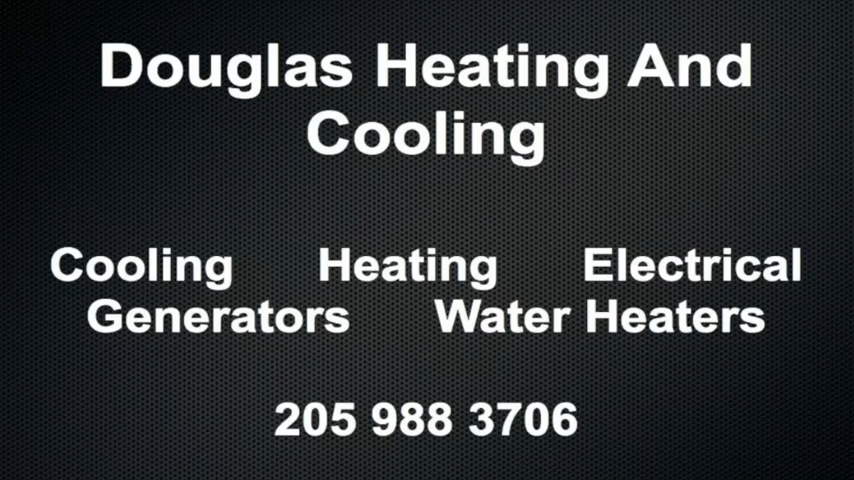 Douglas Heating And
Cooling
Cooling Heating Electrical
Generators Water Heaters
205 988 3706